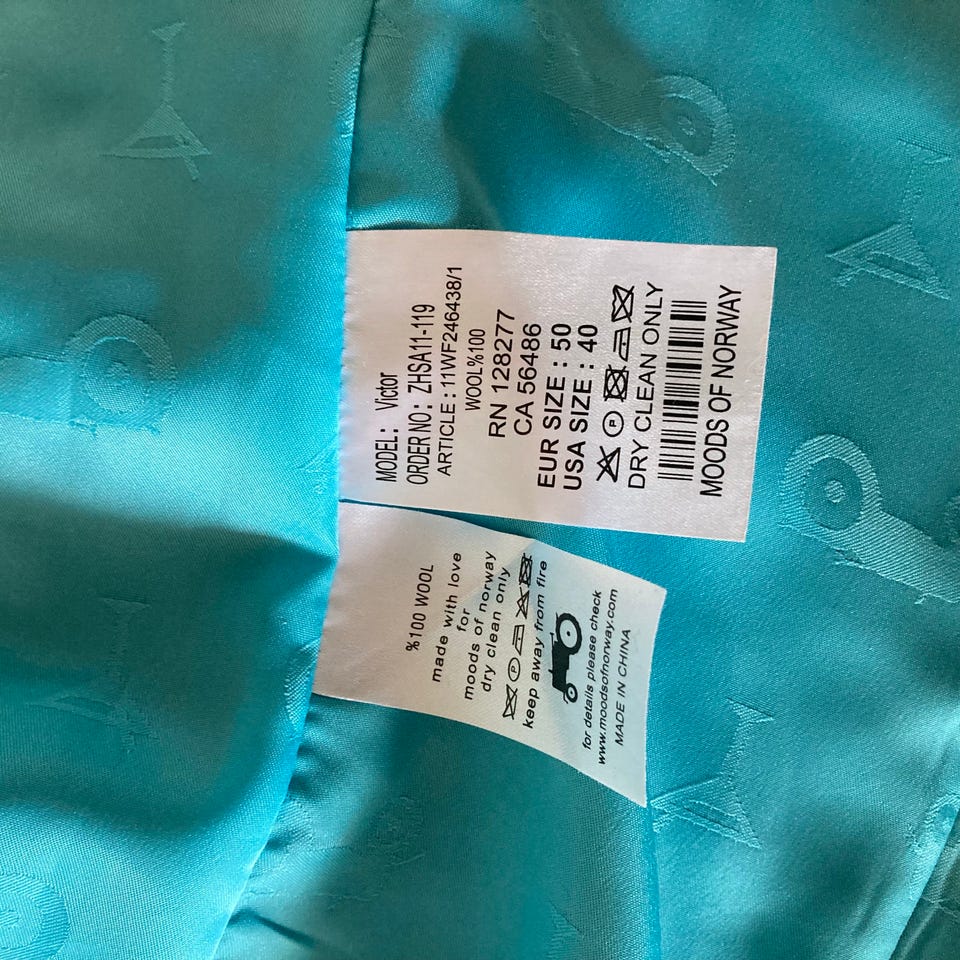 MODEL: Victor
ORDER NO: ZHSA11-119
ARTICLE : 11WF246438/1
WOOL%100
RN 128277
CA 56486
EUR SIZE : 50
USA SIZE : 40
P
DRY CLEAN ONLY
MOODS OF NORWAY
%100 WOOL
made with love
for
moods of norway
dry clean only
P
keep away from fire
for details please check
www.moodsofnorway.com
MADE IN CHINA